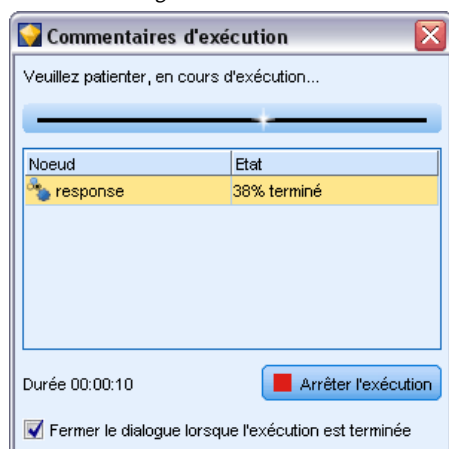 Commentaires d'exécution
Veuillez patienter, en cours d'exécution...
Noeud Etat
response 38% terminé
Durée 00:00:10 Arrêter l'exécution
Fermer le dialogue lorsque l'exécution est terminée